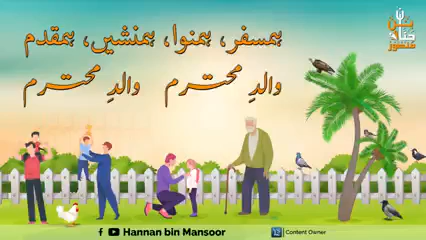 ہمسفر، ہمنوا، ہمنشیں، ہمقدم
والدِ محترم والدِ محترم
Hannan bin Mansoor
Content Owner